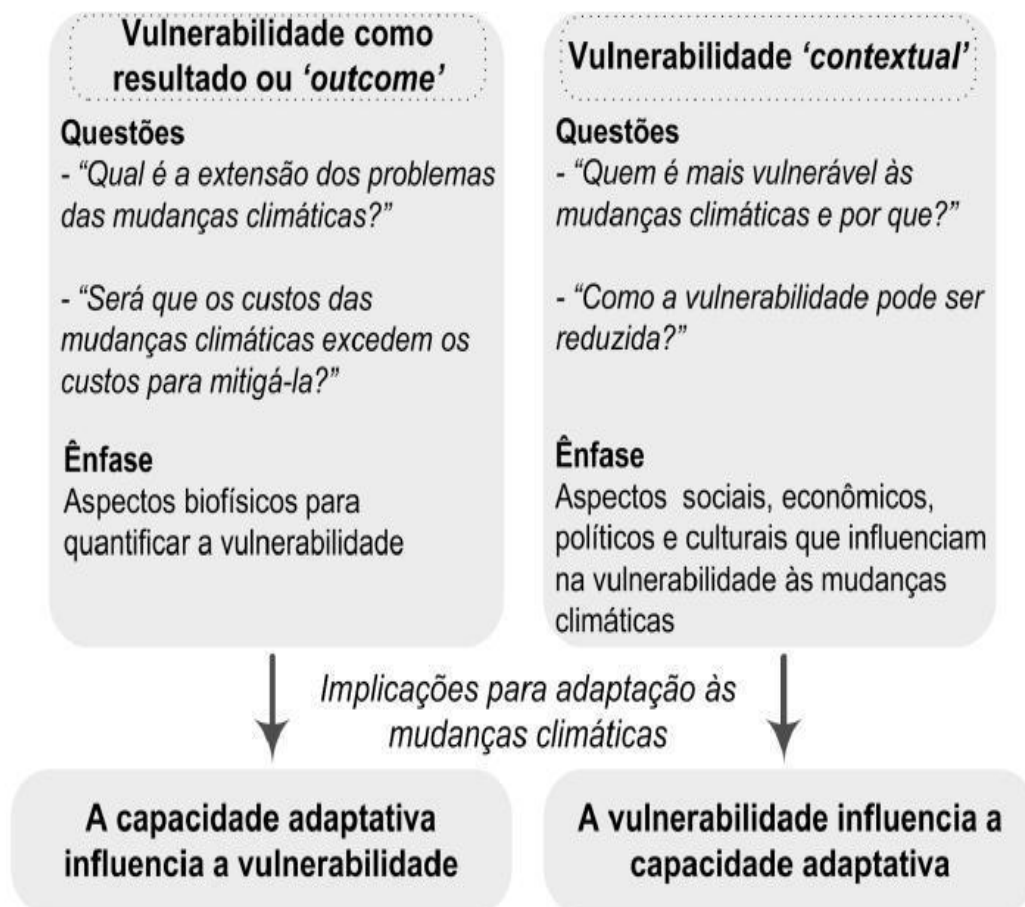 Vulnerabilidade como
resultado ou ‘outcome’
Questões
- “Qual é a extensão dos problemas
das mudanças climáticas?”
- “Será que os custos das
mudanças climáticas excedem os
custos para mitigá-la?”
Ênfase
Aspectos biofísicos para
quantificar a vulnerabilidade
Vulnerabilidade ‘contextual’
Questões
- “Quem é mais vulnerável às
mudanças climáticas e por que?”
- “Como a vulnerabilidade pode ser
reduzida?”
Ênfase
Aspectos sociais, econômicos,
políticos e culturais que influenciam
na vulnerabilidade às mudanças
climáticas
Implicações para adaptação às
mudanças climáticas
A capacidade adaptativa
influencia a vulnerabilidade
A vulnerabilidade influencia a
capacidade adaptativa